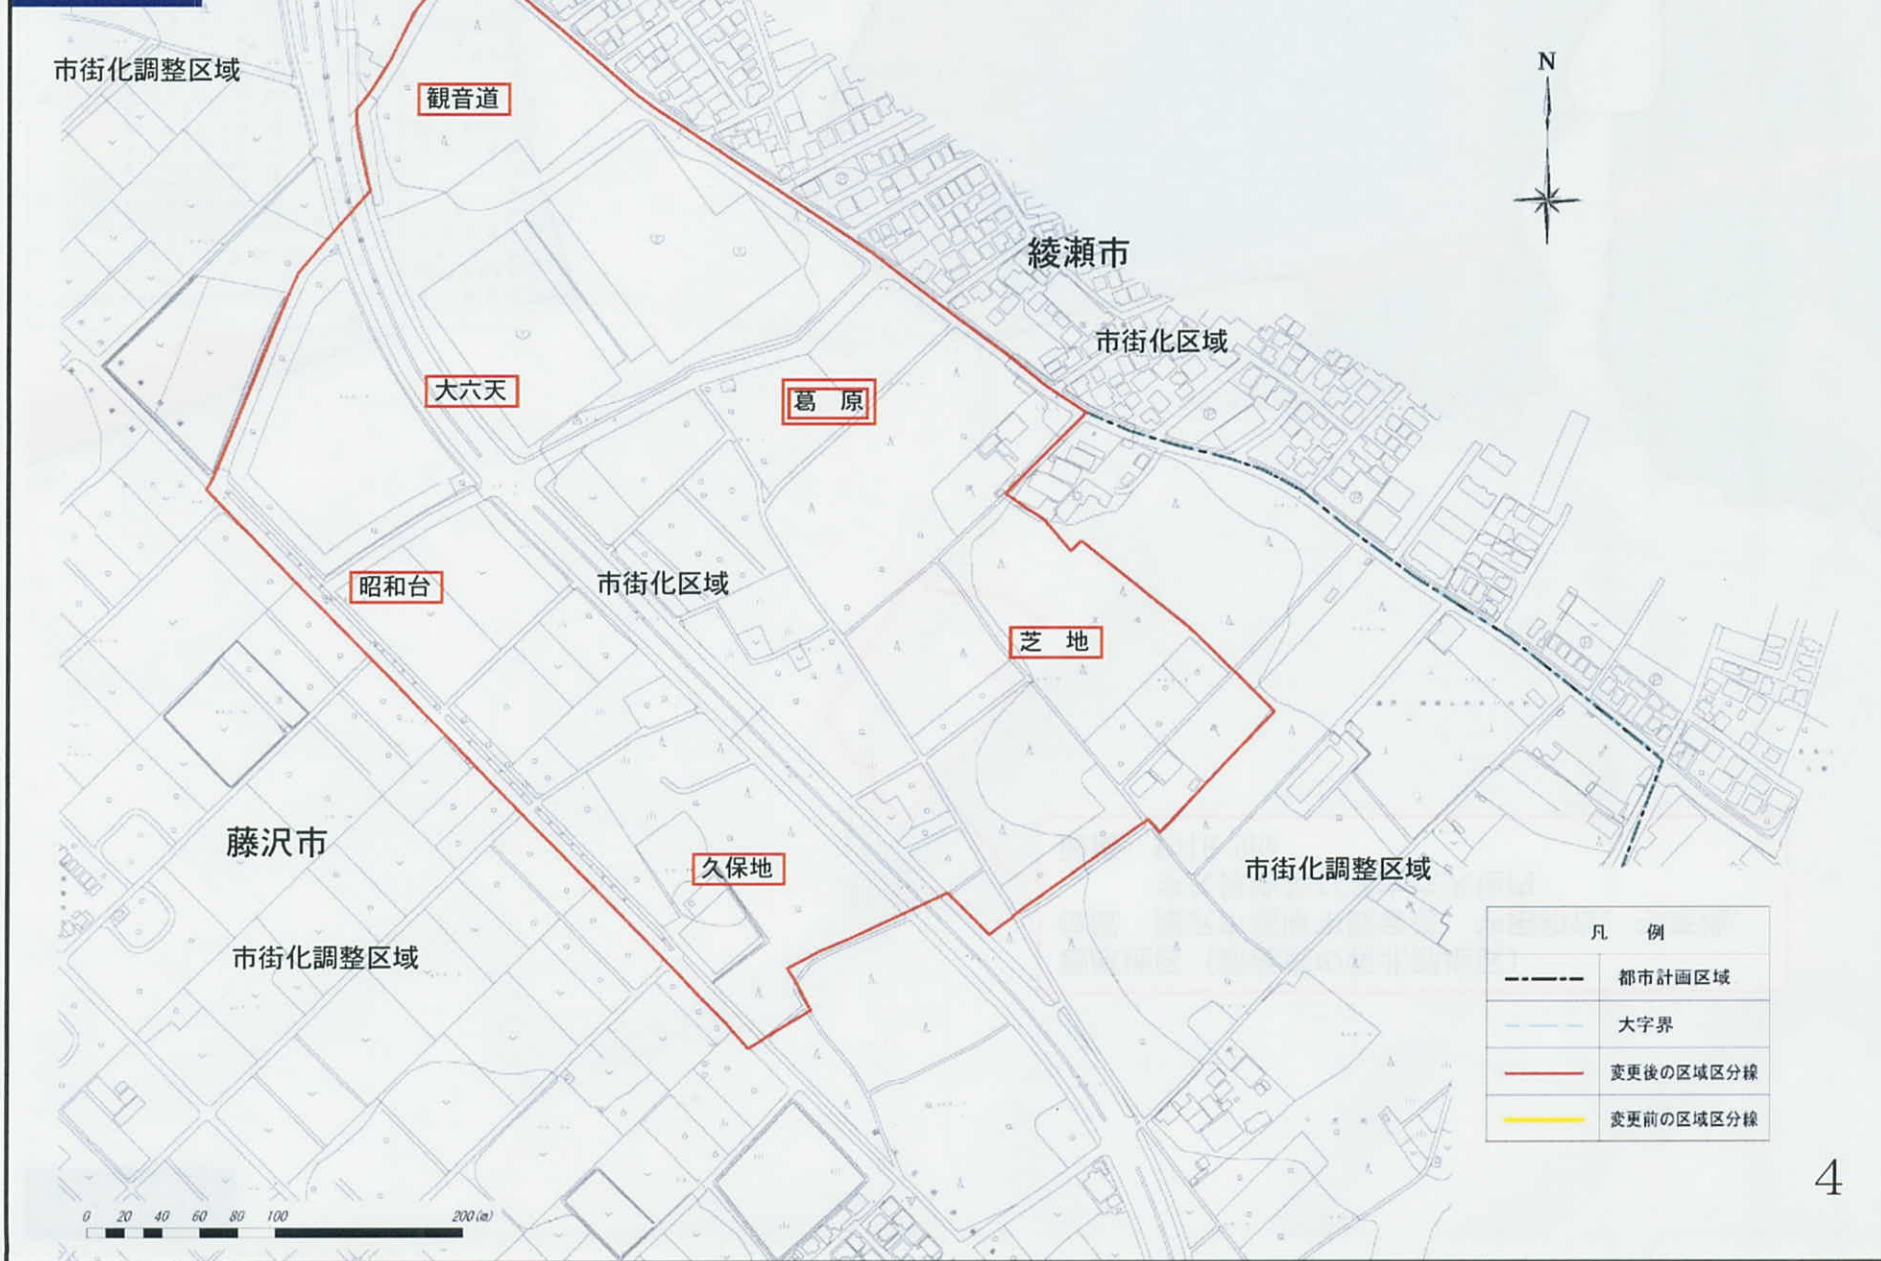 市街化調整区域
観音道
N
綾瀬市
市街化区域
大六天
葛　原
昭和台
市街化区域
芝　地
藤沢市
久保地
市街化調整区域
市街化調整区域
凡　例
都市計画区域
大字界
変更後の区域区分線
変更前の区域区分線
4
0 20 40 60 80 100 200(m)